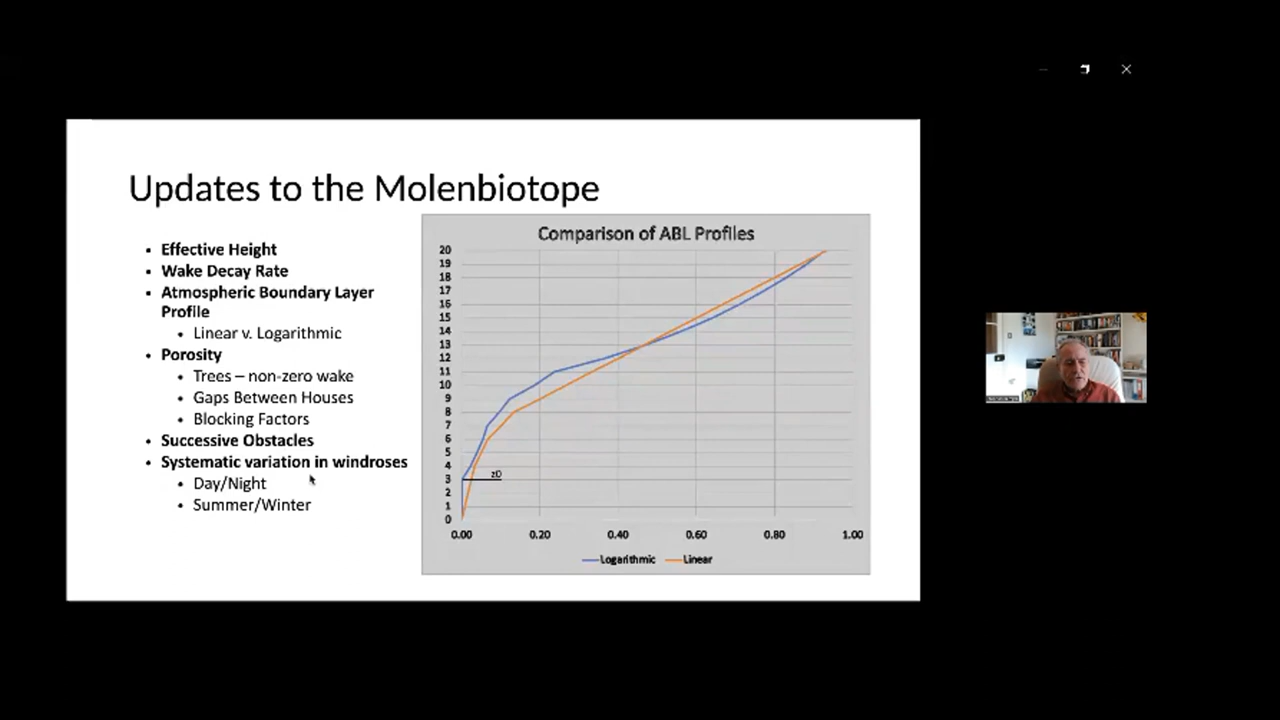 Updates to the Molenbiotope
• Effective Height
• Wake Decay Rate
• Atmospheric Boundary Layer
Profile
• Linear v. Logarithmic
• Porosity
• Trees – non-zero wake
• Gaps Between Houses
• Blocking Factors
• Successive Obstacles
• Systematic variation in windroses
• Day/Night
• Summer/Winter
Comparison of ABL Profiles
20
19
18
17
16
15
14
13
12
11
10
9
8
7
6
5
4
3
2
1
0
z0
0.00 0.20 0.40 0.60 0.80 1.00
Logarithmic Linear